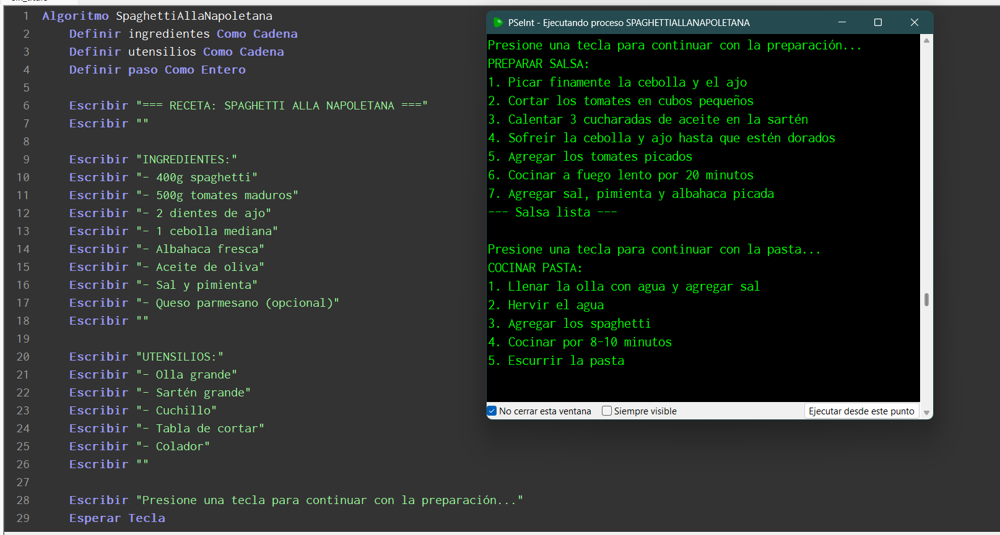 1 Algoritmo SpaghettiAllaNapoletana
2 Definir ingredientes Como Cadena
3 Definir utensilios Como Cadena
4 Definir paso Como Entero
5
6 Escribir "=== RECETA: SPAGHETTI ALLA NAPOLETANA ==="
7 Escribir ""
8
9 Escribir "INGREDIENTES:"
10 Escribir "- 400g spaghetti"
11 Escribir "- 500g tomates maduros"
12 Escribir "- 2 dientes de ajo"
13 Escribir "- 1 cebolla mediana"
14 Escribir "- Albahaca fresca"
15 Escribir "- Aceite de oliva"
16 Escribir "- Sal y pimienta"
17 Escribir "- Queso parmesano (opcional)"
18 Escribir ""
19
20 Escribir "UTENSILIOS:"
21 Escribir "- Olla grande"
22 Escribir "- Sartén grande"
23 Escribir "- Cuchillo"
24 Escribir "- Tabla de cortar"
25 Escribir "- Colador"
26 Escribir ""
27
28 Escribir "Presione una tecla para continuar con la preparación..."
29 Esperar Tecla
PSeInt - Ejecutando proceso SPAGHETTIALLANAPOLETANA
Presione una tecla para continuar con la preparación...
PREPARAR SALSA:
1. Picar finamente la cebolla y el ajo
2. Cortar los tomates en cubos pequeños
3. Calentar 3 cucharadas de aceite en la sartén
4. Sofreír la cebolla y ajo hasta que estén dorados
5. Agregar los tomates picados
6. Cocinar a fuego lento por 20 minutos
7. Agregar sal, pimienta y albahaca picada
--- Salsa lista ---
Presione una tecla para continuar con la pasta...
COCINAR PASTA:
1. Llenar la olla con agua y agregar sal
2. Hervir el agua
3. Agregar los spaghetti
4. Cocinar por 8-10 minutos
5. Escurrir la pasta
No cerrar esta ventana Siempre visible Ejecutar desde este punto